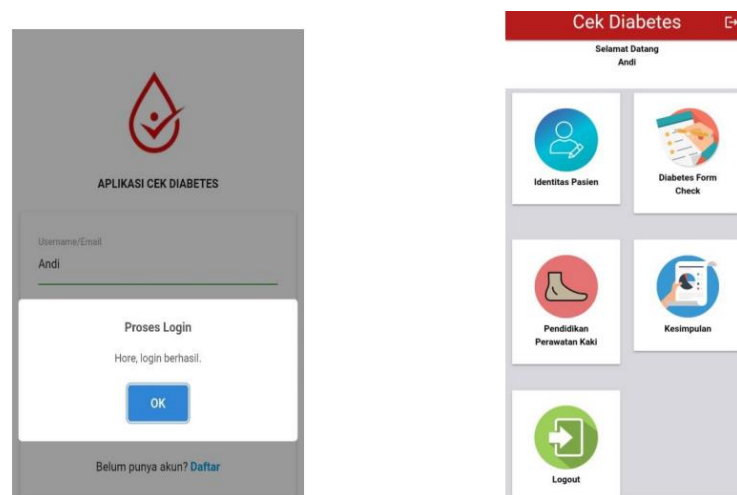 APLIKASI CEK DIABETES
Username/Email
Andi
Proses Login
Hore, login berhasil.
OK
Belum punya akun? Daftar
Cek Diabetes
Selamat Datang
Andi
Identitas Pasien
Diabetes Form
Check
Pendidikan
Perawatan Kaki
Kesimpulan
Logout